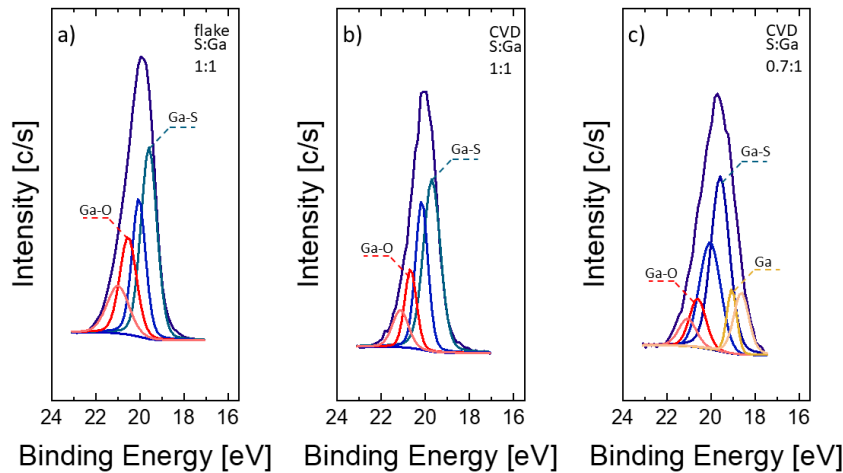 a)
flake
S:Ga
1:1
Ga-S
Ga-O
Intensity [c/s]
22 20 18 16
Binding Energy [eV]
b)
CVD
S:Ga
1:1
Ga-S
Ga-O
Intensity [c/s]
22 20 18 16
Binding Energy [eV]
c)
CVD
S:Ga
0.7:1
Ga-S
Ga
Ga-O
Intensity [c/s]
24 22 20 18 16
Binding Energy [eV]